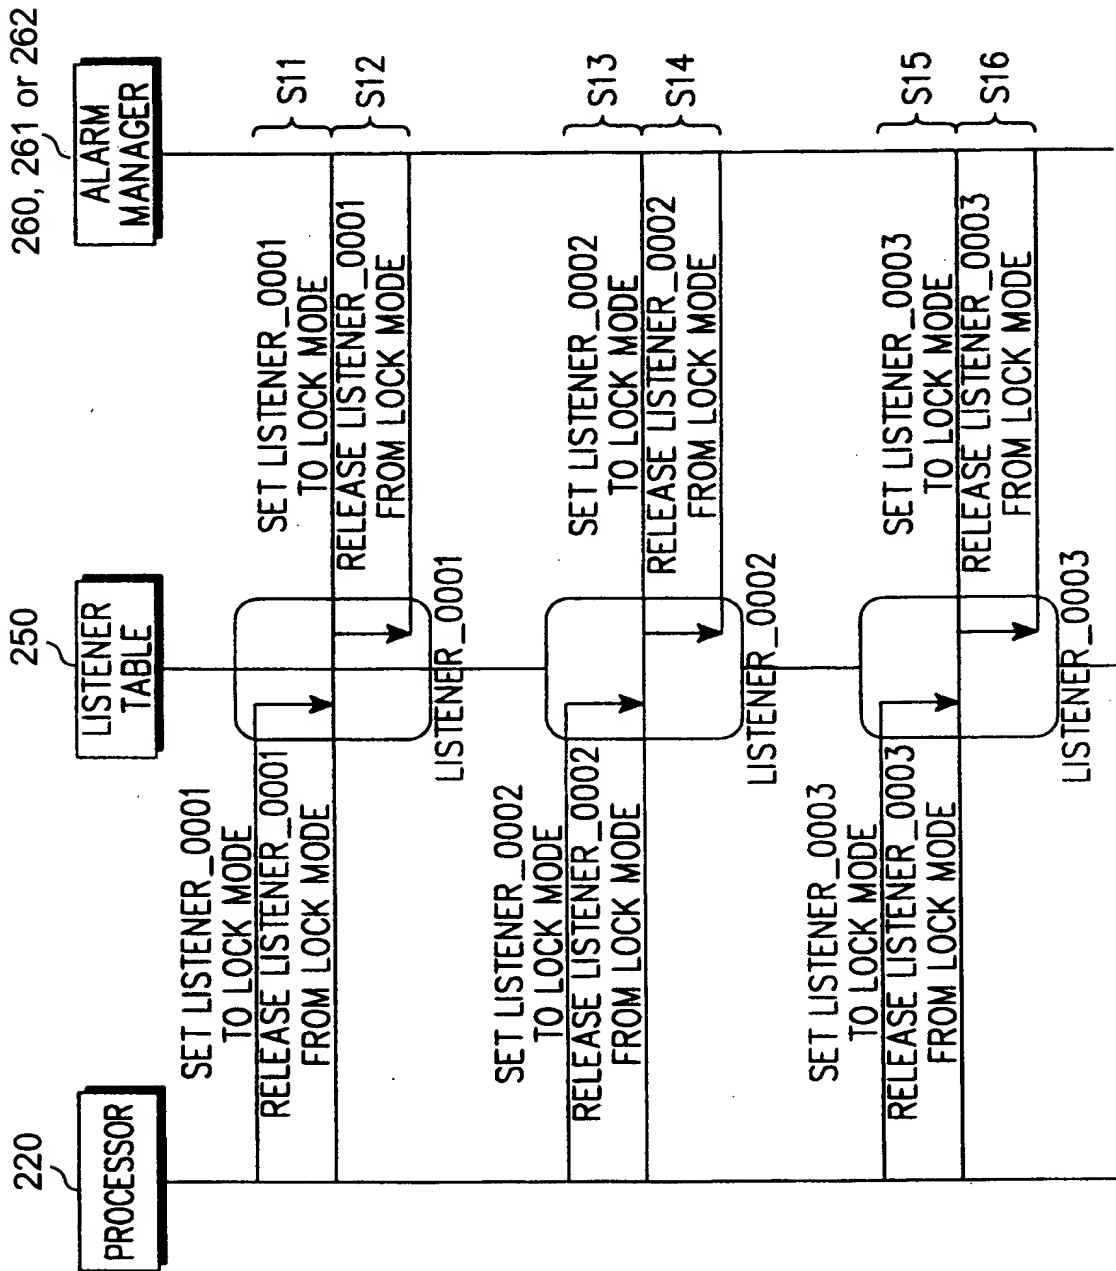 220
PROCESSOR
250
LISTENER
TABLE
260, 261 or 262
ALARM
MANAGER
SET LISTENER_0001
TO LOCK MODE
RELEASE LISTENER_0001
FROM LOCK MODE
LISTENER_0001
SET LISTENER_0001
TO LOCK MODE
RELEASE LISTENER_0001
FROM LOCK MODE
S11
S12
SET LISTENER_0002
TO LOCK MODE
RELEASE LISTENER_0002
FROM LOCK MODE
LISTENER_0002
SET LISTENER_0002
TO LOCK MODE
RELEASE LISTENER_0002
FROM LOCK MODE
S13
S14
SET LISTENER_0003
TO LOCK MODE
RELEASE LISTENER_0003
FROM LOCK MODE
LISTENER_0003
SET LISTENER_0003
TO LOCK MODE
RELEASE LISTENER_0003
FROM LOCK MODE
S15
S16